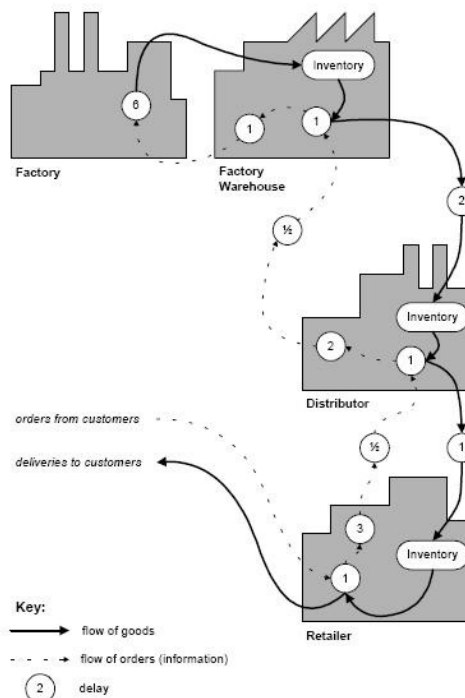 Inventory
6
1
1
Factory
Factory
Warehouse
2
½
Inventory
2
1
Distributor
orders from customers
deliveries to customers
½
1
3
Inventory
1
Key:
Retailer
flow of goods
flow of orders (information)
2
delay